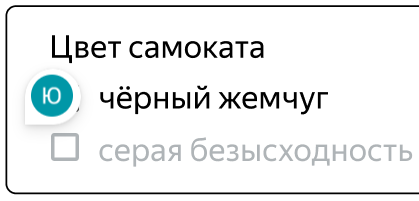 Цвет самоката
Ю
чёрный жемчуг
серая безысходность